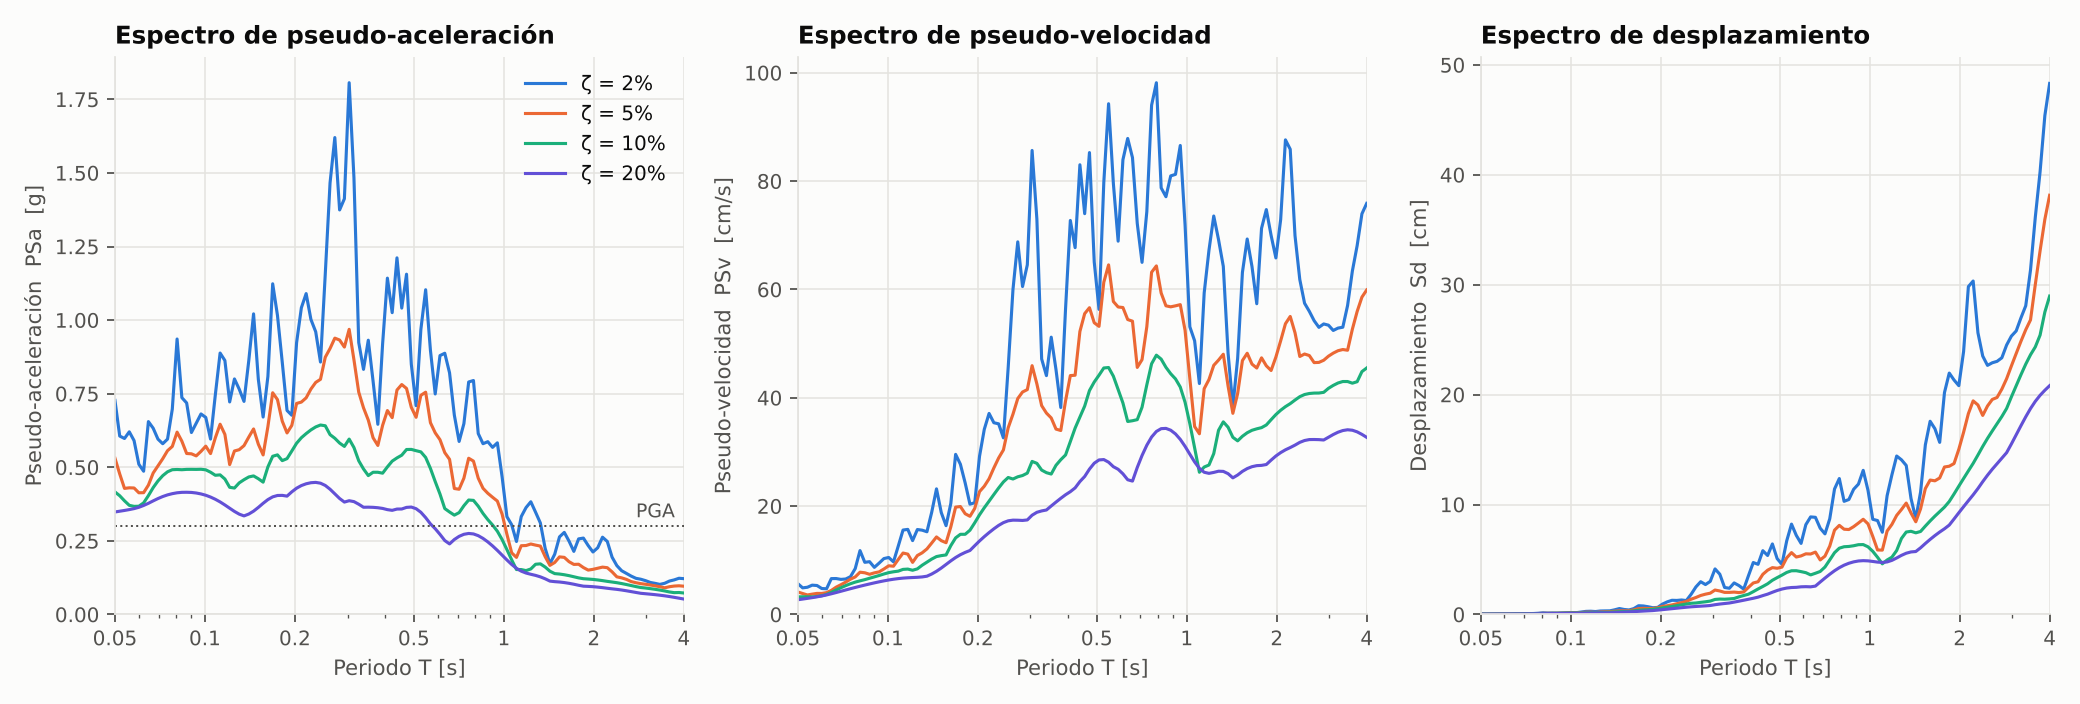 Espectro de pseudo-aceleración
Pseudo-aceleración PSa [g]
1.75
1.50
1.25
1.00
0.75
0.50
0.25
0.00
ζ = 2%
ζ = 5%
ζ = 10%
ζ = 20%
PGA
0.05 0.1 0.2 0.5 1 2 4
Periodo T [s]
Espectro de pseudo-velocidad
Pseudo-velocidad PSv [cm/s]
100
80
60
40
20
0
0.05 0.1 0.2 0.5 1 2 4
Periodo T [s]
Espectro de desplazamiento
Desplazamiento Sd [cm]
50
40
30
20
10
0
0.05 0.1 0.2 0.5 1 2 4
Periodo T [s]